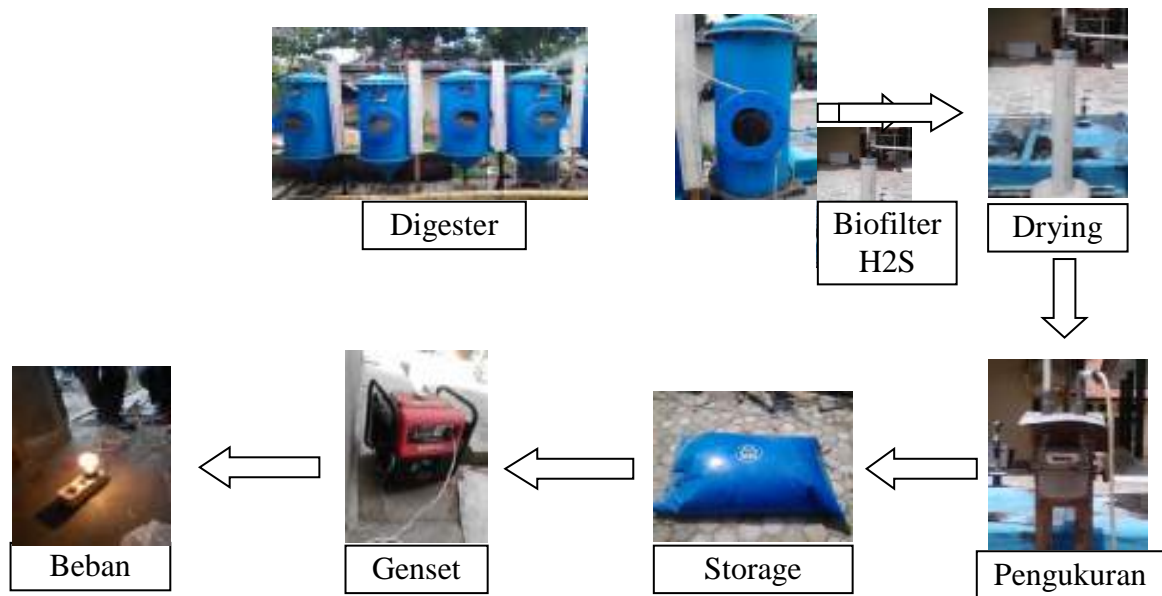 Digester
Biofilter
H2S
Drying
Beban
Genset
Storage
Pengukuran